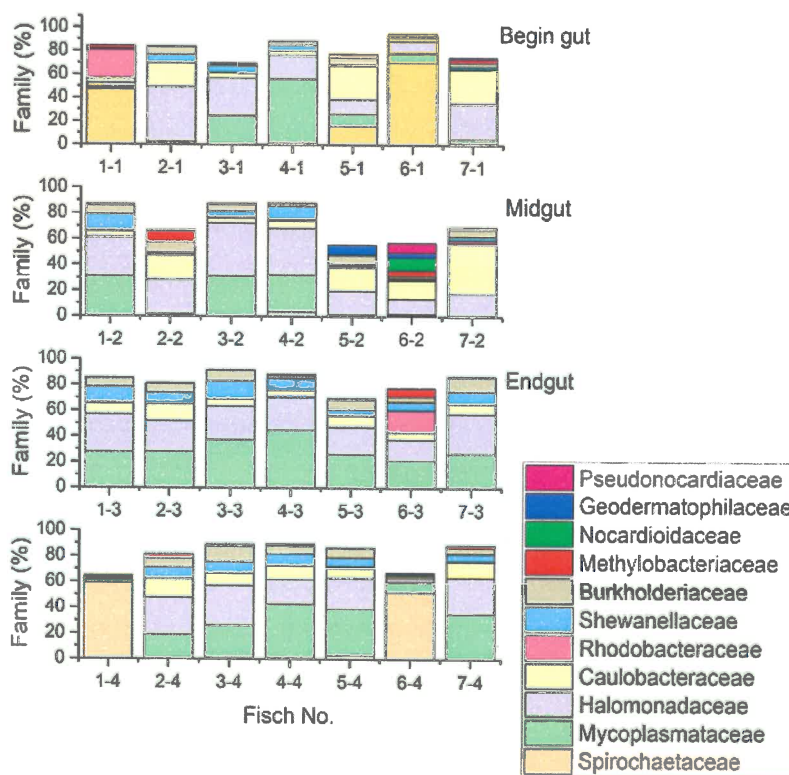 Begin gut
Family (%)
100
80
60
40
20
0
1-1 2-1 3-1 4-1 5-1 6-1 7-1
Midgut
Family (%)
100
80
60
40
20
0
1-2 2-2 3-2 4-2 5-2 6-2 7-2
Endgut
Family (%)
100
80
60
40
20
0
1-3 2-3 3-3 4-3 5-3 6-3 7-3
Family (%)
100
80
60
40
20
0
1-4 2-4 3-4 4-4 5-4 6-4 7-4
Fisch No.
Pseudonocardiaceae
Geodermatophilaceae
Nocardioidaceae
Methylobacteriaceae
Burkholderiaceae
Shewanellaceae
Rhodobacteraceae
Caulobacteraceae
Halomonadaceae
Mycoplasmataceae
Spirochaetaceae